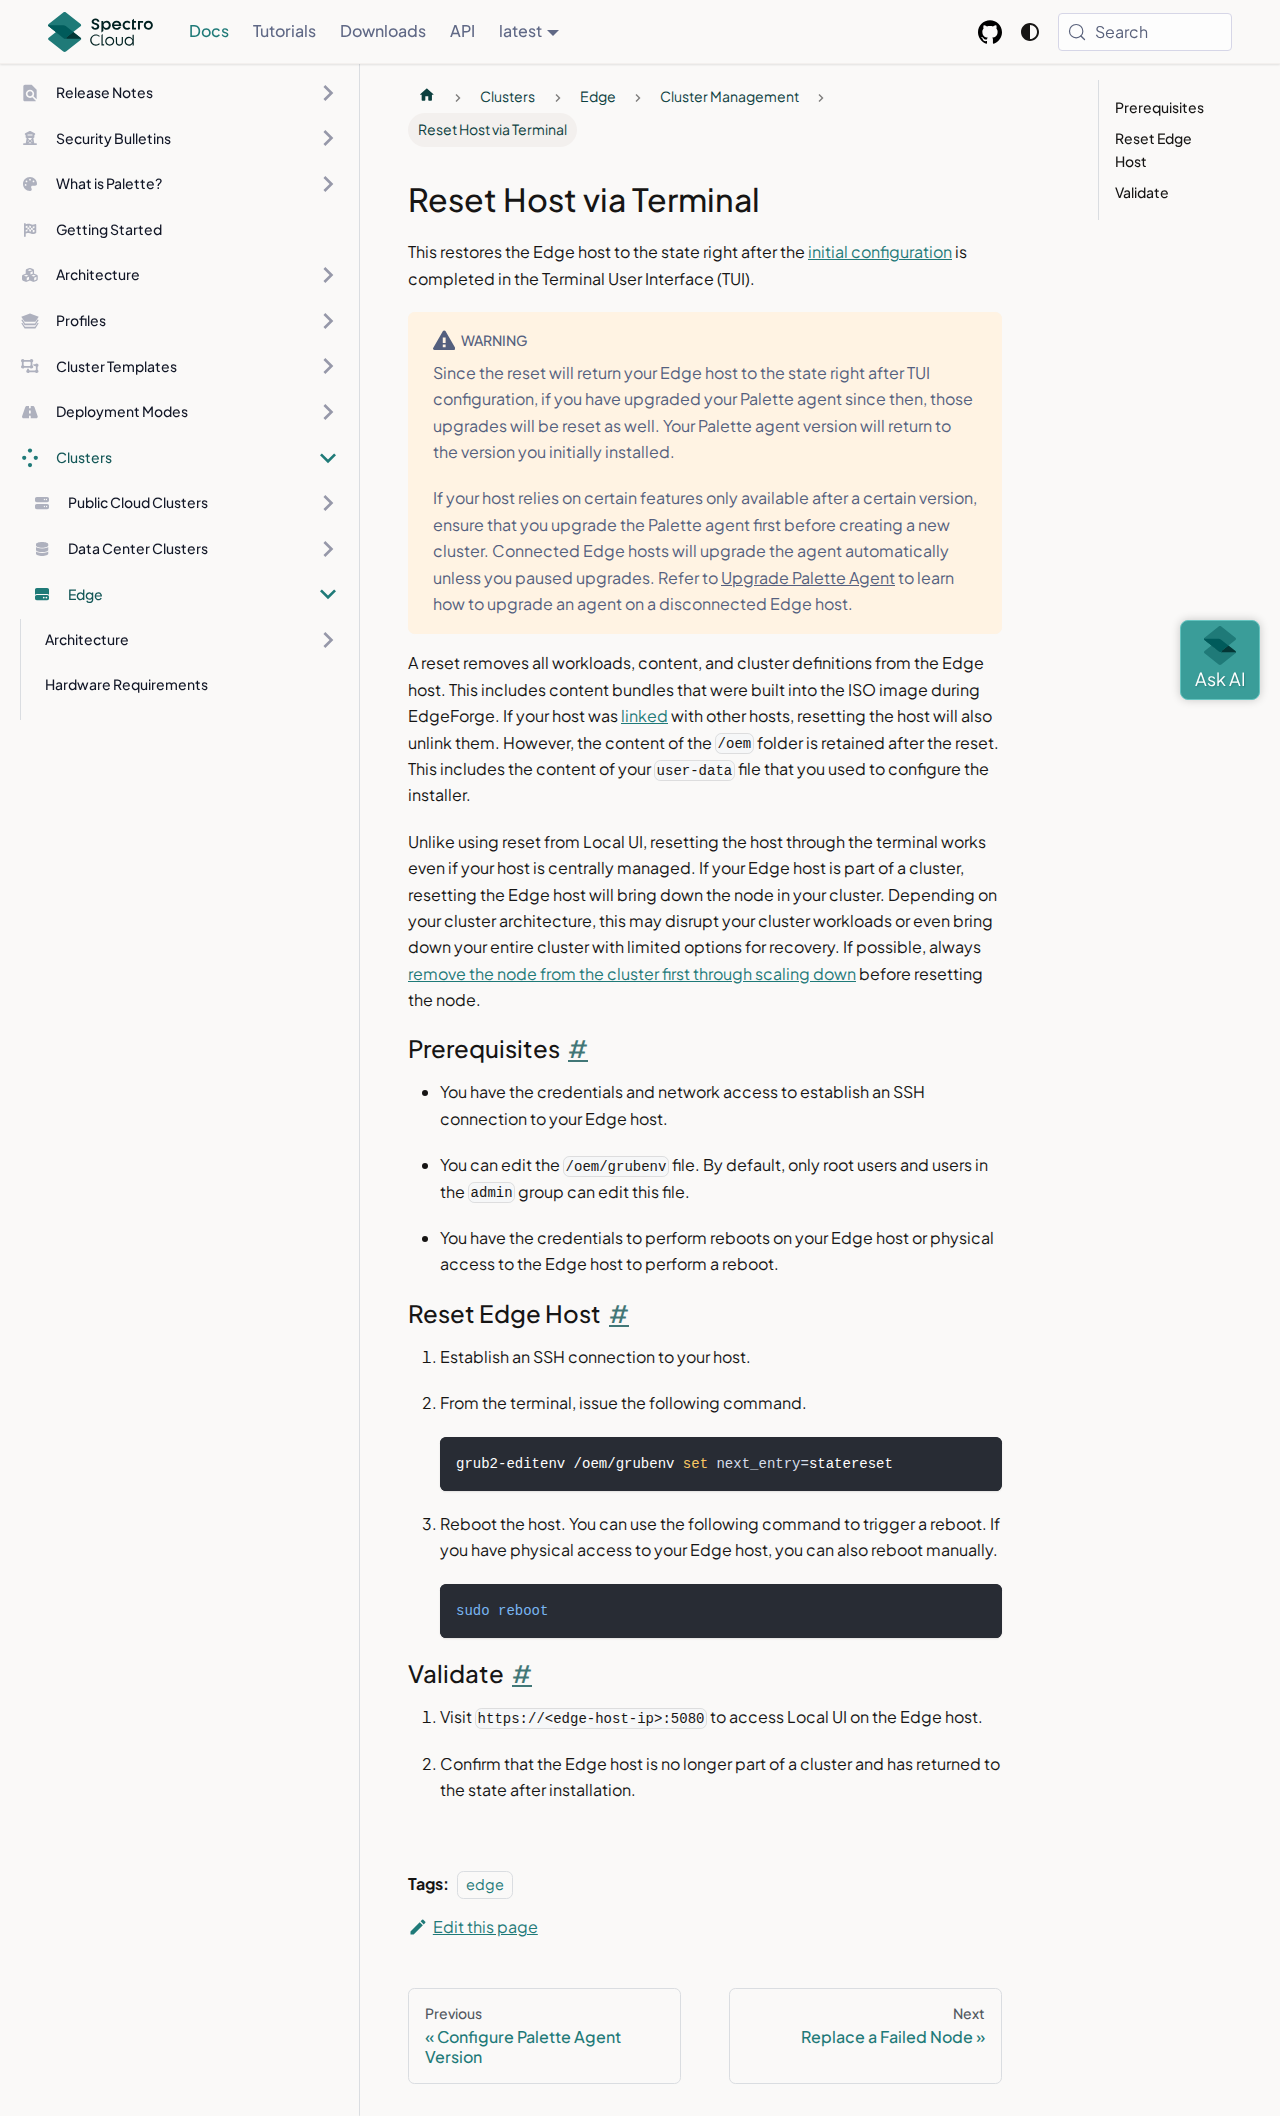 Spectro Cloud
Docs
Tutorials
Downloads
API
latest
Search
Release Notes
Security Bulletins
What is Palette?
Getting Started
Architecture
Profiles
Cluster Templates
Deployment Modes
Clusters
Public Cloud Clusters
Data Center Clusters
Edge
Architecture
Hardware Requirements
Clusters
Edge
Cluster Management
Reset Host via Terminal
Reset Host via Terminal
This restores the Edge host to the state right after the initial configuration is
completed in the Terminal User Interface (TUI).
WARNING
Since the reset will return your Edge host to the state right after TUI
configuration, if you have upgraded your Palette agent since then, those
upgrades will be reset as well. Your Palette agent version will return to
the version you initially installed.
If your host relies on certain features only available after a certain version,
ensure that you upgrade the Palette agent first before creating a new
cluster. Connected Edge hosts will upgrade the agent automatically
unless you paused upgrades. Refer to Upgrade Palette Agent to learn
how to upgrade an agent on a disconnected Edge host.
A reset removes all workloads, content, and cluster definitions from the Edge
host. This includes content bundles that were built into the ISO image during
EdgeForge. If your host was linked with other hosts, resetting the host will also
unlink them. However, the content of the /oem folder is retained after the reset.
This includes the content of your user-data file that you used to configure the
installer.
Unlike using reset from Local UI, resetting the host through the terminal works
even if your host is centrally managed. If your Edge host is part of a cluster,
resetting the Edge host will bring down the node in your cluster. Depending on
your cluster architecture, this may disrupt your cluster workloads or even bring
down your entire cluster with limited options for recovery. If possible, always
remove the node from the cluster first through scaling down before resetting
the node.
Prerequisites #
You have the credentials and network access to establish an SSH
connection to your Edge host.
You can edit the /oem/grubenv file. By default, only root users and users in
the admin group can edit this file.
You have the credentials to perform reboots on your Edge host or physical
access to the Edge host to perform a reboot.
Reset Edge Host #
1. Establish an SSH connection to your host.
2. From the terminal, issue the following command.
grub2-editenv /oem/grubenv set next_entry=statereset
3. Reboot the host. You can use the following command to trigger a reboot. If
you have physical access to your Edge host, you can also reboot manually.
sudo reboot
Validate #
1. Visit https://<edge-host-ip>:5080 to access Local UI on the Edge host.
2. Confirm that the Edge host is no longer part of a cluster and has returned to
the state after installation.
Tags: edge
Edit this page
Previous
« Configure Palette Agent
Version
Next
Replace a Failed Node »
Prerequisites
Reset Edge
Host
Validate
Ask AI